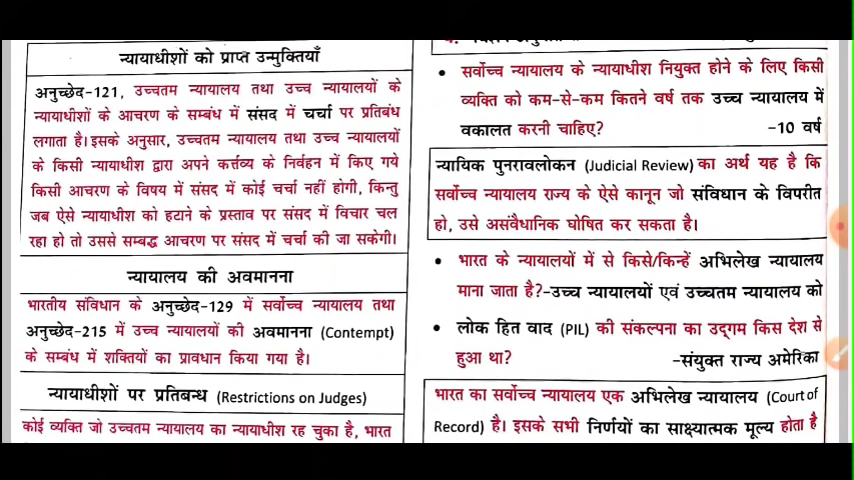 न्यायाधीशों को प्राप्त उन्मुक्तियाँ
अनुच्छेद-121, उच्चतम न्यायालय तथा उच्च न्यायालयों के
न्यायाधीशों के आचरण के सम्बंध में संसद में चर्चा पर प्रतिबंध
लगाता है। इसके अनुसार, उच्चतम न्यायालय तथा उच्च न्यायालयों
के किसी न्यायाधीश द्वारा अपने कर्त्तव्य के निर्वहन में किए गये
किसी आचरण के विषय में संसद में कोई चर्चा नहीं होगी, किन्तु
जब ऐसे न्यायाधीश को हटाने के प्रस्ताव पर संसद में विचार चल
रहा हो तो उससे सम्बद्ध आचरण पर संसद में चर्चा की जा सकेगी।
न्यायालय की अवमानना
भारतीय संविधान के अनुच्छेद-129 में सर्वोच्च न्यायालय तथा
अनुच्छेद-215 में उच्च न्यायालयों की अवमानना (Contempt)
के सम्बंध में शक्तियों का प्रावधान किया गया है।
न्यायाधीशों पर प्रतिबन्ध (Restrictions on Judges)
कोई व्यक्ति जो उच्चतम न्यायालय का न्यायाधीश रह चुका है, भारत
• सर्वोच्च न्यायालय के न्यायाधीश नियुक्त होने के लिए किसी
व्यक्ति को कम-से-कम कितने वर्ष तक उच्च न्यायालय में
वकालत करनी चाहिए? -10 वर्ष
न्यायिक पुनरावलोकन (Judicial Review) का अर्थ यह है कि
सर्वोच्च न्यायालय राज्य के ऐसे कानून जो संविधान के विपरीत
हो, उसे असंवैधानिक घोषित कर सकता है।
• भारत के न्यायालयों में से किसे/किन्हें अभिलेख न्यायालय
माना जाता है?-उच्च न्यायालयों एवं उच्चतम न्यायालय को
• लोक हित वाद (PIL) की संकल्पना का उद्गम किस देश से
हुआ था? -संयुक्त राज्य अमेरिका
भारत का सर्वोच्च न्यायालय एक अभिलेख न्यायालय (Court of
Record) है। इसके सभी निर्णयों का साक्ष्यात्मक मूल्य होता है